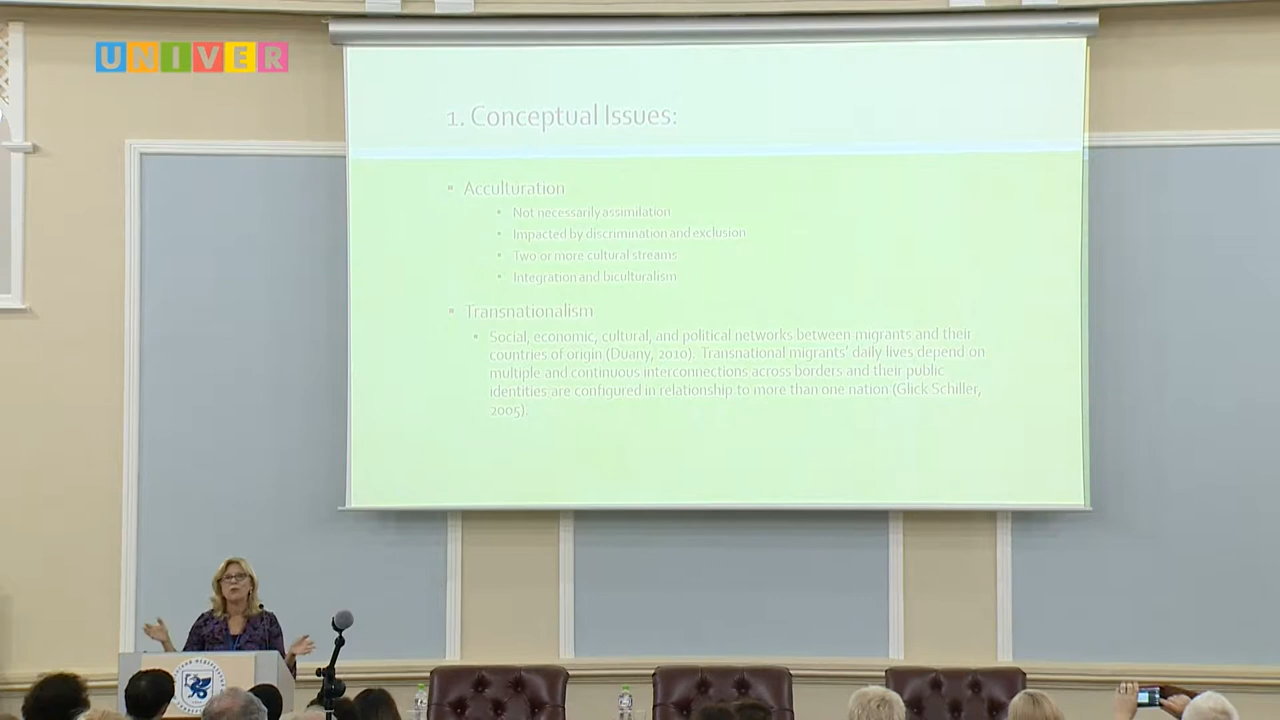 UNIVER
1. Conceptual Issues:
▪ Acculturation
• Not necessarily assimilation
• Impacted by discrimination and exclusion
• Two or more cultural streams
• Integration and biculturalism
▪ Transnationalism
▪ Social, economic, cultural, and political networks between migrants and their
countries of origin (Duany, 2010). Transnational migrants' daily lives depend on
multiple and continuous interconnections across borders and their public
identities are configured in relationship to more than one nation (Glick Schiller,
2005).